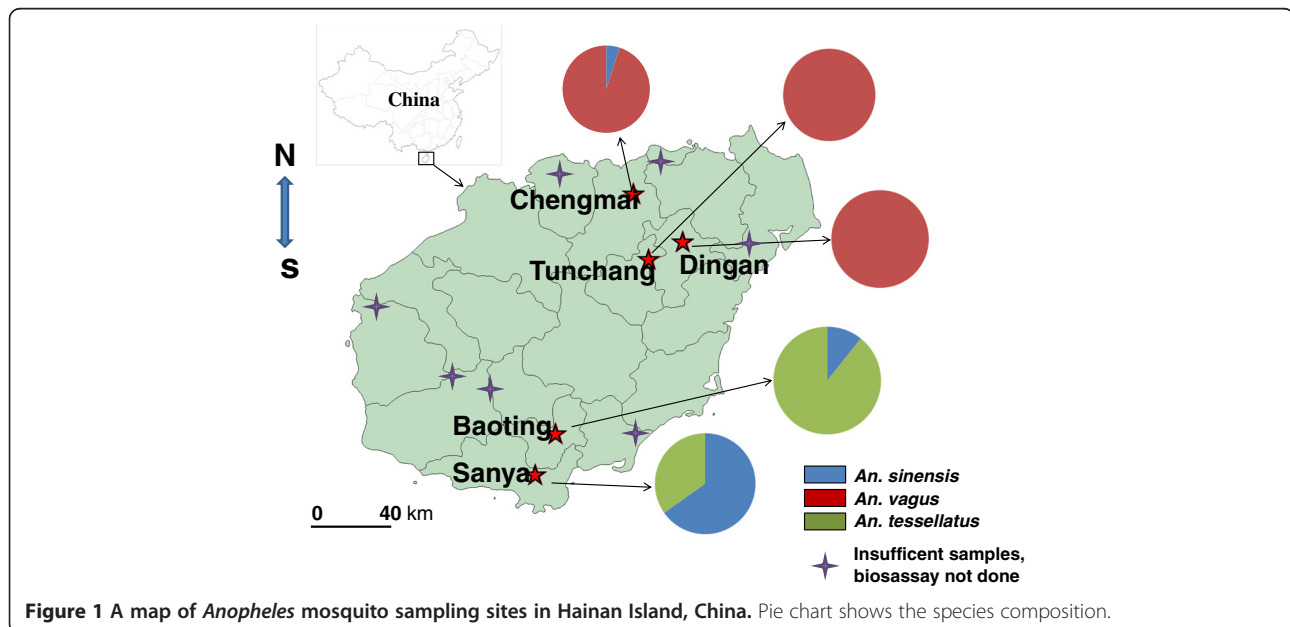 China
N
s
Chengmai
Tunchang
Dingan
Baoting
Sanya
0 40 km
An. sinensis
An. vagus
An. tessellatus
Insufficent samples,
biosassay not done
Figure 1 A map of Anopheles mosquito sampling sites in Hainan Island, China. Pie chart shows the species composition.